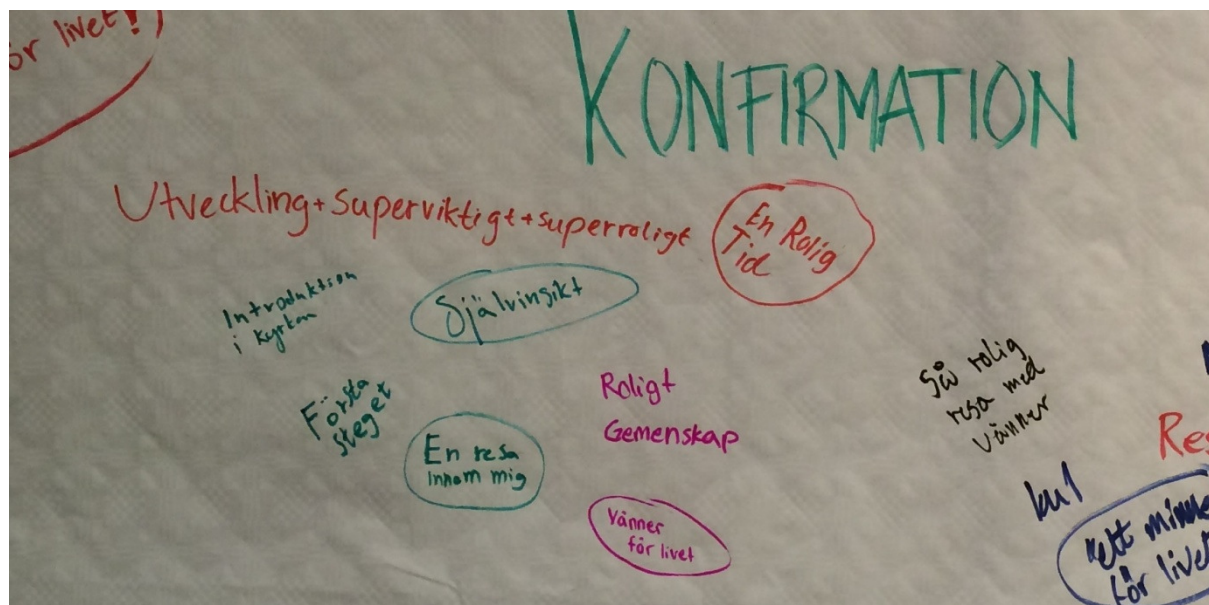 för livet!
KONFIRMATION
Utveckling+superviktigt+superroligt
En Rolig
Tid
Introduktion
i kyrkan
Självinsikt
Första
steget
En resa
innom mig
Roligt
Gemenskap
Vänner
för livet
Så rolig
resa med
vänner
Res
kul
ett minne
för livet